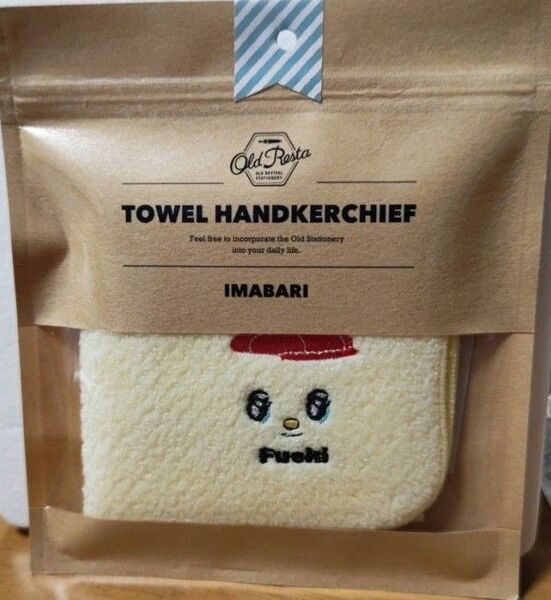 Old Resta
OLD REVIVAL
STATIONERY
TOWEL HANDKERCHIEF
Feel free to incorporate the Old Stationery
into your daily life.
IMABARI
Fueki